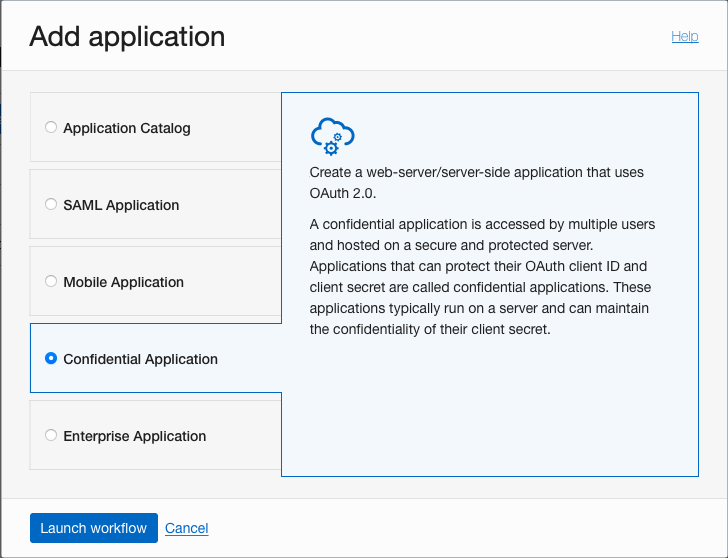 Add application
Help
Application Catalog
SAML Application
Mobile Application
Confidential Application
Enterprise Application
Create a web-server/server-side application that uses
OAuth 2.0.
A confidential application is accessed by multiple users
and hosted on a secure and protected server.
Applications that can protect their OAuth client ID and
client secret are called confidential applications. These
applications typically run on a server and can maintain
the confidentiality of their client secret.
Launch workflow
Cancel